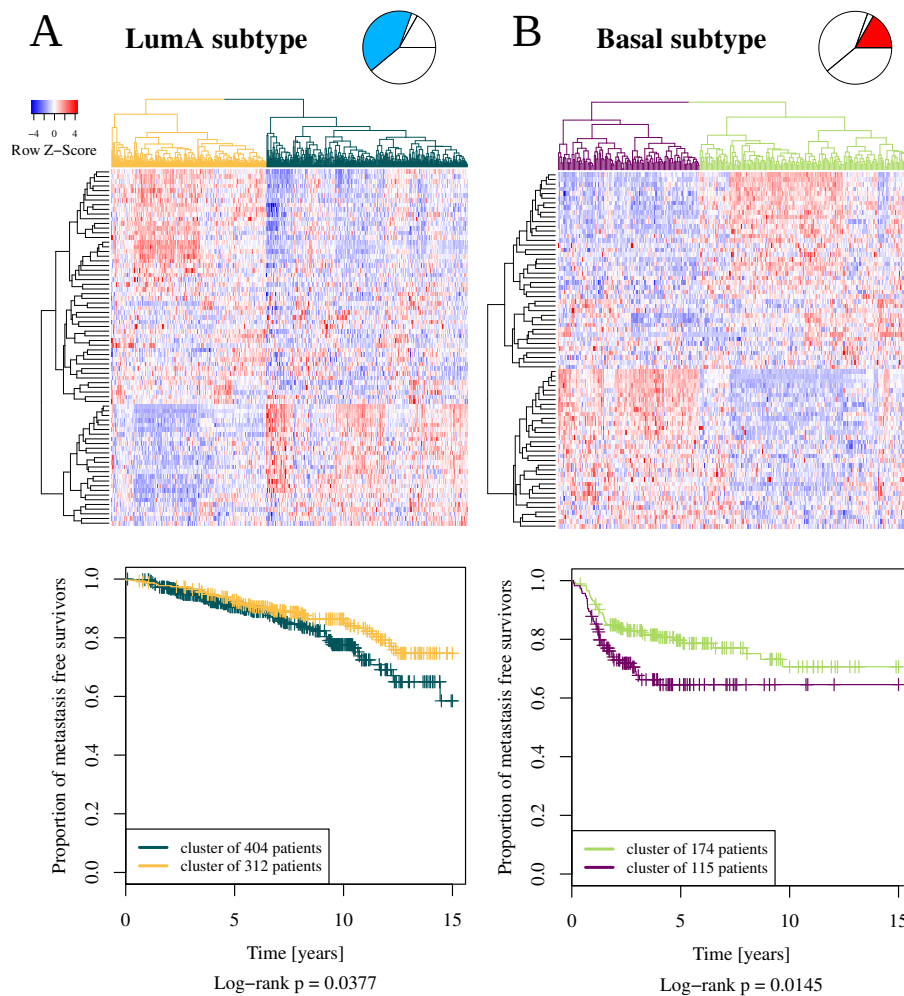 A
LumA subtype
B
Basal subtype
−4 0 4
Row Z−Score
Proportion of metastasis free survivors
1.0
0.8
0.6
0.4
0.2
0.0
cluster of 404 patients
cluster of 312 patients
0 5 10 15
Time [years]
Log−rank p = 0.0377
Proportion of metastasis free survivors
1.0
0.8
0.6
0.4
0.2
0.0
cluster of 174 patients
cluster of 115 patients
0 5 10 15
Time [years]
Log−rank p = 0.0145